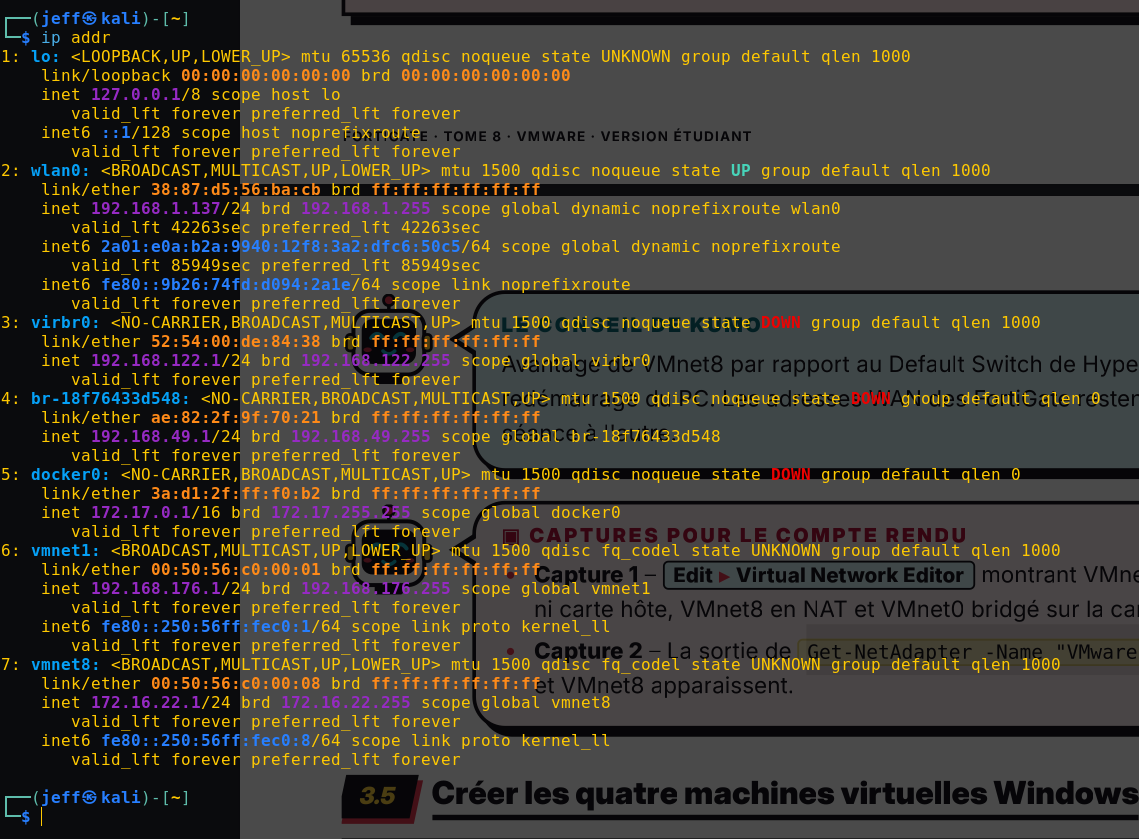 ┌──(jeff㉿kali)-[~]
└─$ ip addr
1: lo: <LOOPBACK,UP,LOWER_UP> mtu 65536 qdisc noqueue state UNKNOWN group default qlen 1000
link/loopback 00:00:00:00:00:00 brd 00:00:00:00:00:00
inet 127.0.0.1/8 scope host lo
valid_lft forever preferred_lft forever
inet6 ::1/128 scope host noprefixroute
· TOME 8 · VMWARE · VERSION ÉTUDIANT
valid_lft forever preferred_lft forever
2: wlan0: <BROADCAST,MULTICAST,UP,LOWER_UP> mtu 1500 qdisc noqueue state UP group default qlen 1000
link/ether 38:87:d5:56:ba:cb brd ff:ff:ff:ff:ff:ff
inet 192.168.1.137/24 brd 192.168.1.255 scope global dynamic noprefixroute wlan0
valid_lft 42263sec preferred_lft 42263sec
inet6 2a01:e0a:b2a:9940:12f8:3a2:dfc6:50c5/64 scope global dynamic noprefixroute
valid_lft 85949sec preferred_lft 85949sec
inet6 fe80::9b26:74fd:d094:2a1e/64 scope link noprefixroute
valid_lft forever preferred_lft forever
3: virbr0: <NO-CARRIER,BROADCAST,MULTICAST,UP> mtu 1500 qdisc noqueue state DOWN group default qlen 1000
LE CONSEIL DE KUMO
link/ether 52:54:00:de:84:38 brd ff:ff:ff:ff:ff:ff
inet 192.168.122.1/24 brd 192.168.122.255 scope global virbr0
Avantage de VMnet8 par rapport au Default Switch de Hype
valid_lft forever preferred_lft forever
4: br-18f76433d548: <NO-CARRIER,BROADCAST,MULTICAST,UP> mtu 1500 qdisc noqueue state DOWN group default qlen 0
link/ether ae:82:2f:9f:70:21 brd ff:ff:ff:ff:ff:ff
inet 192.168.49.1/24 brd 192.168.49.255 scope global br-18f76433d548
valid_lft forever preferred_lft forever
5: docker0: <NO-CARRIER,BROADCAST,MULTICAST,UP> mtu 1500 qdisc noqueue state DOWN group default qlen 0
link/ether 3a:d1:2f:ff:f0:b2 brd ff:ff:ff:ff:ff:ff
inet 172.17.0.1/16 brd 172.17.255.255 scope global docker0
valid_lft forever preferred_lft forever
▣ CAPTURES POUR LE COMPTE RENDU
6: vmnet1: <BROADCAST,MULTICAST,UP,LOWER_UP> mtu 1500 qdisc fq_codel state UNKNOWN group default qlen 1000
link/ether 00:50:56:c0:00:01 brd ff:ff:ff:ff:ff:ff
• Capture 1 – Edit ▸ Virtual Network Editor montrant VMne
inet 192.168.176.1/24 brd 192.168.176.255 scope global vmnet1
valid_lft forever preferred_lft forever
ni carte hôte, VMnet8 en NAT et VMnet0 bridgé sur la ca
inet6 fe80::250:56ff:fec0:1/64 scope link proto kernel_ll
valid_lft forever preferred_lft forever
• Capture 2 – La sortie de Get-NetAdapter -Name "VMware
7: vmnet8: <BROADCAST,MULTICAST,UP,LOWER_UP> mtu 1500 qdisc fq_codel state UNKNOWN group default qlen 1000
link/ether 00:50:56:c0:00:08 brd ff:ff:ff:ff:ff:ff
et VMnet8 apparaissent.
inet 172.16.22.1/24 brd 172.16.22.255 scope global vmnet8
valid_lft forever preferred_lft forever
inet6 fe80::250:56ff:fec0:8/64 scope link proto kernel_ll
valid_lft forever preferred_lft forever
3.5 Créer les quatre machines virtuelles Windows
┌──(jeff㉿kali)-[~]
└─$